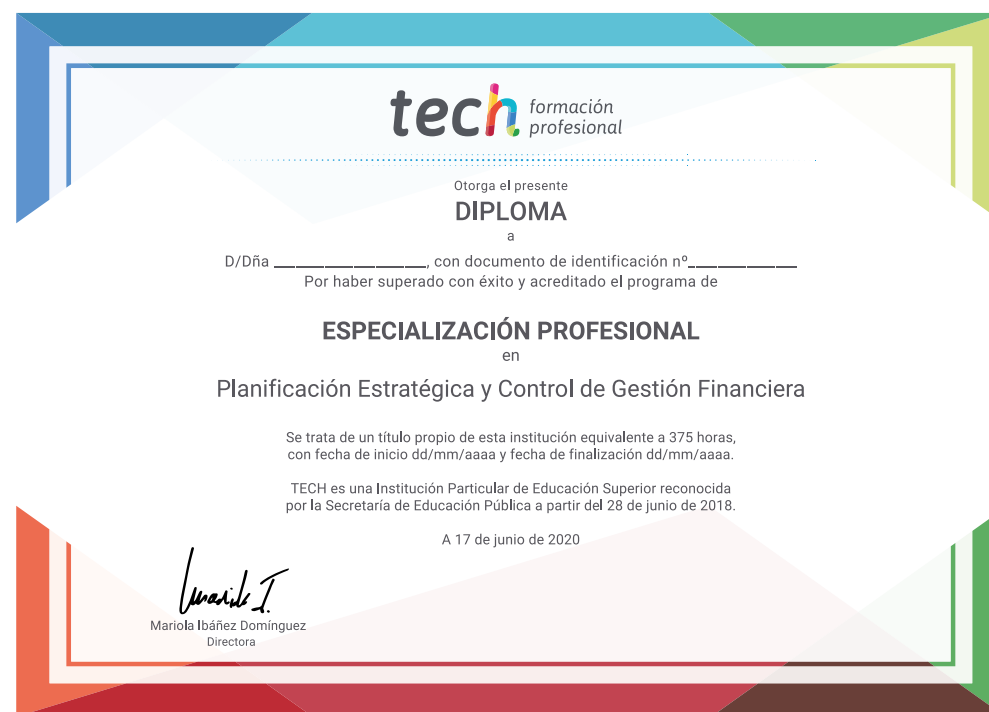 tech formación
profesional
Otorga el presente
DIPLOMA
a
D/Dña ______________, con documento de identificación nº__________
Por haber superado con éxito y acreditado el programa de
ESPECIALIZACIÓN PROFESIONAL
en
Planificación Estratégica y Control de Gestión Financiera
Se trata de un título propio de esta institución equivalente a 375 horas,
con fecha de inicio dd/mm/aaaa y fecha de finalización dd/mm/aaaa.
TECH es una Institución Particular de Educación Superior reconocida
por la Secretaría de Educación Pública a partir del 28 de junio de 2018.
A 17 de junio de 2020
Mariola Ibáñez Domínguez
Directora